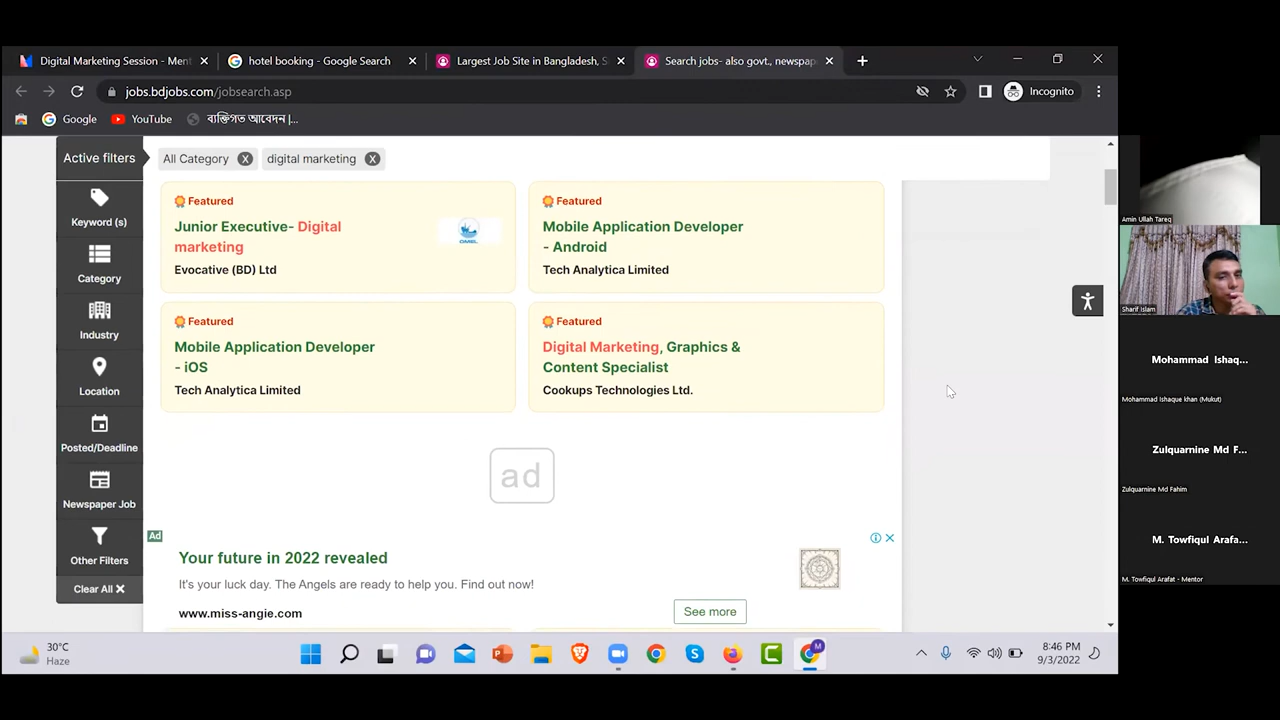 Digital Marketing Session - Ment
hotel booking - Google Search
Largest Job Site in Bangladesh, S
Search jobs- also govt., newspap
jobs.bdjobs.com/jobsearch.asp
Incognito
Google
YouTube
ব্যক্তিগত আবেদন |...
Active filters
All Category X
digital marketing X
Keyword (s)
Category
Industry
Location
Posted/Deadline
Newspaper Job
Other Filters
Clear All X
Featured
Junior Executive- Digital
marketing
Evocative (BD) Ltd
OMEL
Featured
Mobile Application Developer
- Android
Tech Analytica Limited
Featured
Mobile Application Developer
- iOS
Tech Analytica Limited
Featured
Digital Marketing, Graphics &
Content Specialist
Cookups Technologies Ltd.
ad
Ad
Your future in 2022 revealed
It's your luck day. The Angels are ready to help you. Find out now!
www.miss-angie.com
See more
30°C
Haze
8:46 PM
9/3/2022
Amin Ullah Tareq
Sharif Islam
Mohammad Ishaq...
Mohammad Ishaque khan (Mukut)
Zulquarnine Md F...
Zulquarnine Md Fahim
M. Towfiqul Arafa...
M. Towfiqul Arafat - Mentor